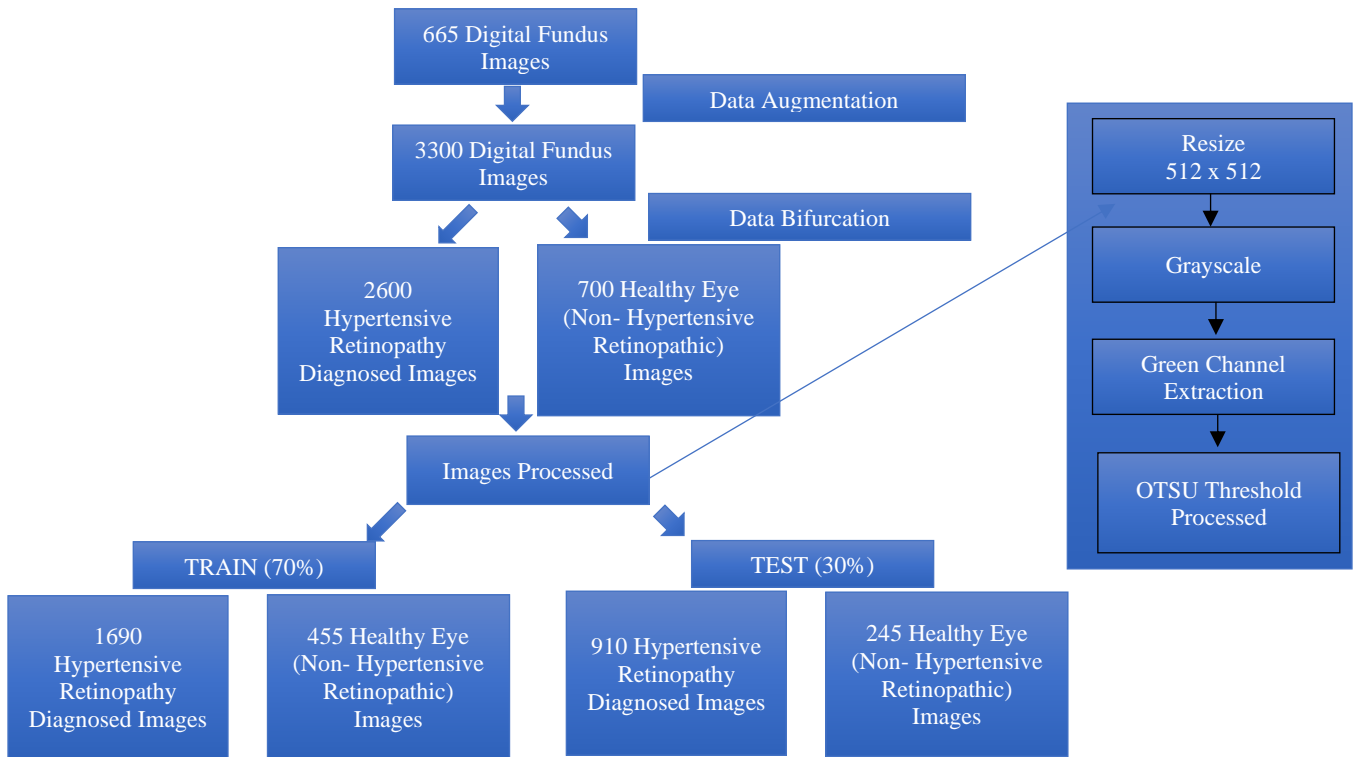 665 Digital Fundus
Images
Data Augmentation
3300 Digital Fundus
Images
Data Bifurcation
2600
Hypertensive
Retinopathy
Diagnosed Images
700 Healthy Eye
(Non- Hypertensive
Retinopathic)
Images
Images Processed
TRAIN (70%)
TEST (30%)
1690
Hypertensive
Retinopathy
Diagnosed Images
455 Healthy Eye
(Non- Hypertensive
Retinopathic)
Images
910 Hypertensive
Retinopathy
Diagnosed Images
245 Healthy Eye
(Non- Hypertensive
Retinopathic)
Images
Resize
512 x 512
Grayscale
Green Channel
Extraction
OTSU Threshold
Processed